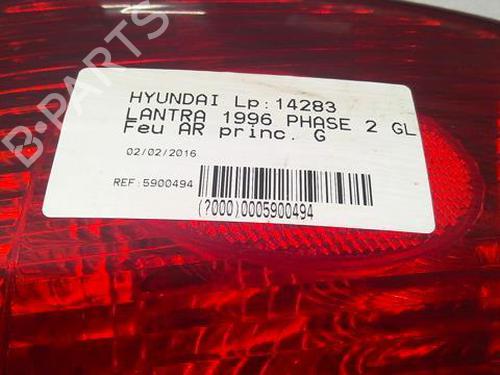 HYUNDAI Lp:14283
LANTRA 1996 PHASE 2 GL
Feu AR princ. G
02/02/2016
REF:5900494
(?000)0005900494
B-PARTS
B-PARTS